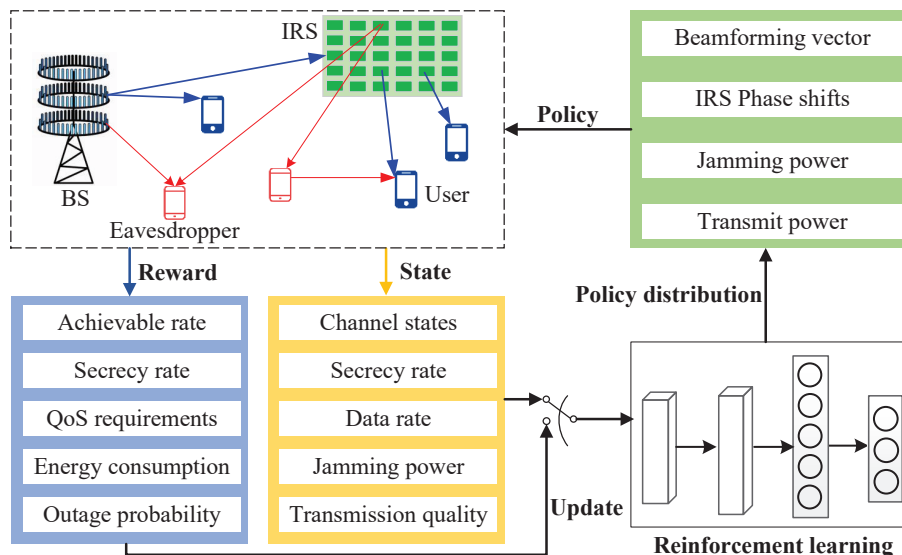 IRS
BS
User
Eavesdropper
Policy
Beamforming vector
IRS Phase shifts
Jamming power
Transmit power
Reward
State
Policy distribution
Achievable rate
Secrecy rate
QoS requirements
Energy consumption
Outage probability
Channel states
Secrecy rate
Data rate
Jamming power
Transmission quality
Update
Reinforcement learning